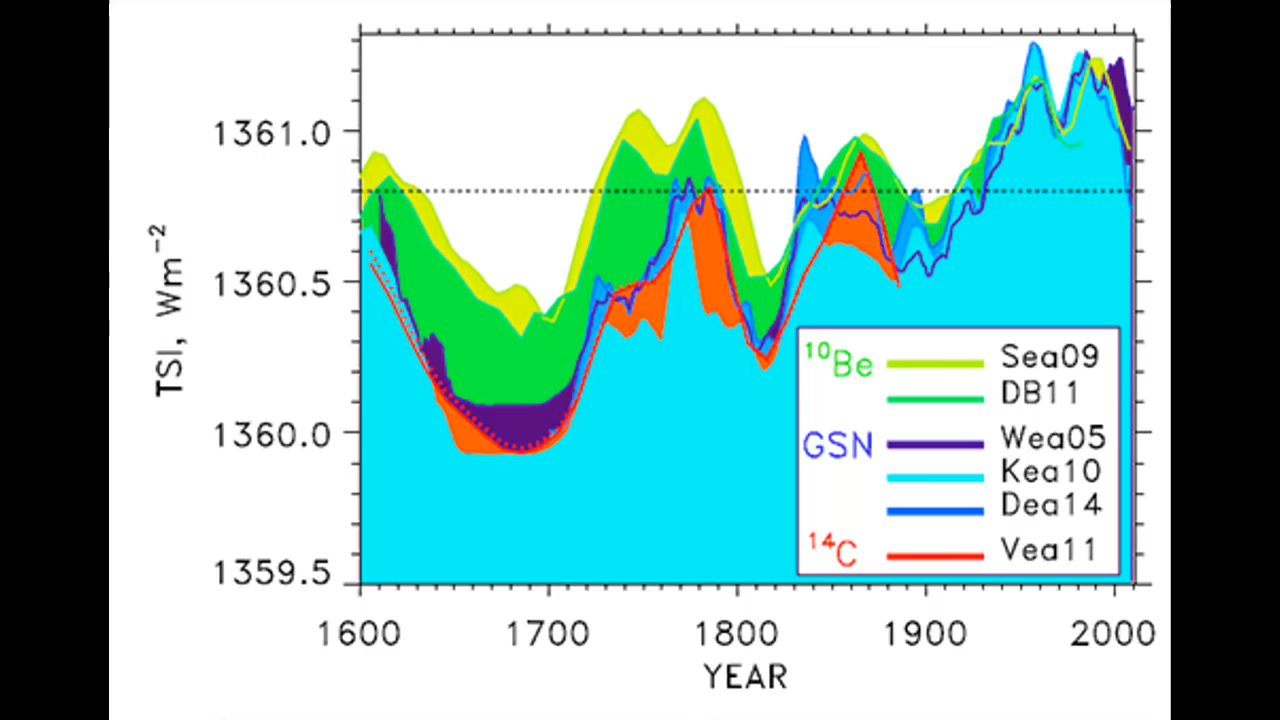 1361.0
1360.5
1360.0
1359.5
TSI, Wm⁻²
1600 1700 1800 1900 2000
YEAR
¹⁰Be Sea09
DB11
GSN Wea05
Kea10
Dea14
¹⁴C Vea11